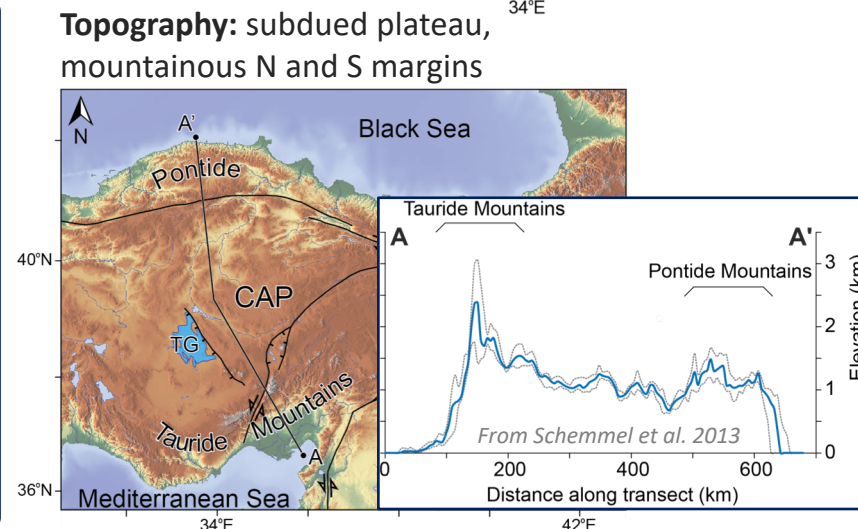 34°E
Topography: subdued plateau,
mountainous N and S margins
N
A'
Black Sea
Pontide
40°N
CAP
TG
Tauride Mountains
A
36°N
Mediterranean Sea
34°E
42°E
Tauride Mountains
A
A'
Pontide Mountains
3
2
1
0
Elevation (km)
From Schemmel et al. 2013
0
200
400
600
Distance along transect (km)